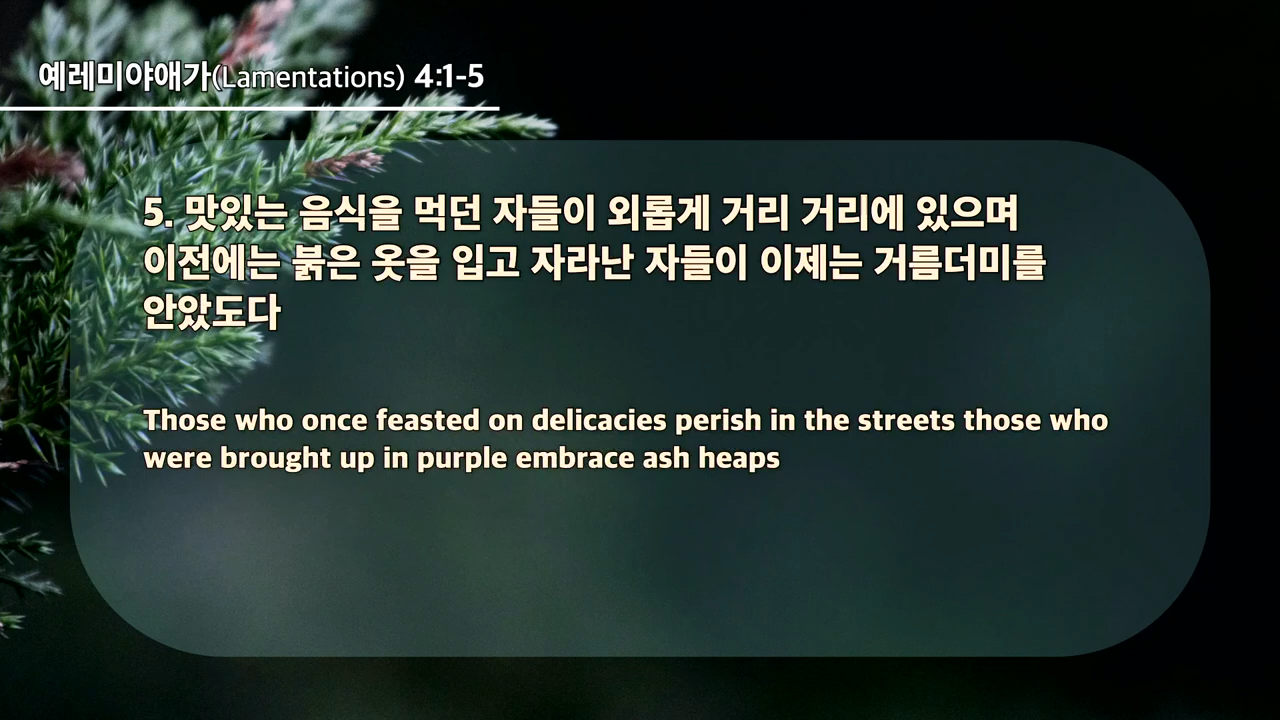 예레미야애가(Lamentations) 4:1-5
5. 맛있는 음식을 먹던 자들이 외롭게 거리 거리에 있으며
이전에는 붉은 옷을 입고 자라난 자들이 이제는 거름더미를
안았도다
Those who once feasted on delicacies perish in the streets those who
were brought up in purple embrace ash heaps